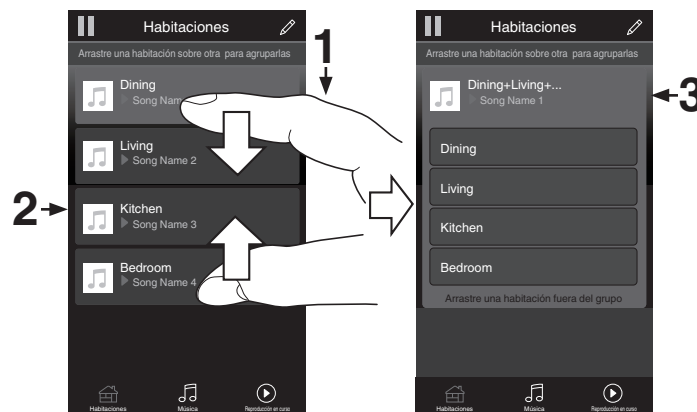 Habitaciones
Arrastre una habitación sobre otra para agruparlas
1
Dining
Song Nam
Living
Song Name 2
2
Kitchen
Song Name 3
Bedroom
Song Name 4
Habitaciones
Música
Reproducción en curso
Habitaciones
Arrastre una habitación sobre otra para agruparlas
Dining+Living+...
Song Name 1
3
Dining
Living
Kitchen
Bedroom
Arrastre una habitación fuera del grupo
Habitaciones
Música
Reproducción en curso